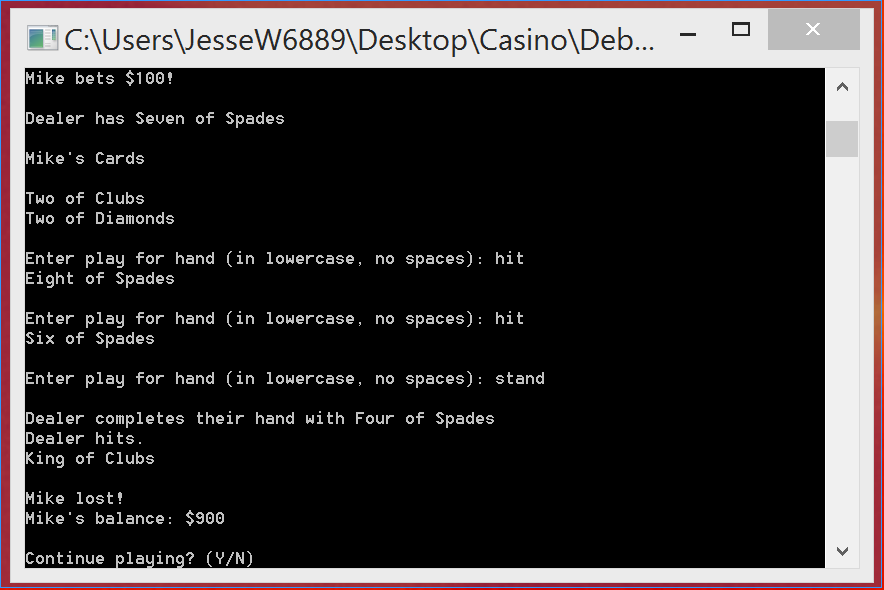 C:\Users\JesseW6889\Desktop\Casino\Deb...
Mike bets $100!
Dealer has Seven of Spades
Mike's Cards
Two of Clubs
Two of Diamonds
Enter play for hand (in lowercase, no spaces): hit
Eight of Spades
Enter play for hand (in lowercase, no spaces): hit
Six of Spades
Enter play for hand (in lowercase, no spaces): stand
Dealer completes their hand with Four of Spades
Dealer hits.
King of Clubs
Mike lost!
Mike's balance: $900
Continue playing? (Y/N)